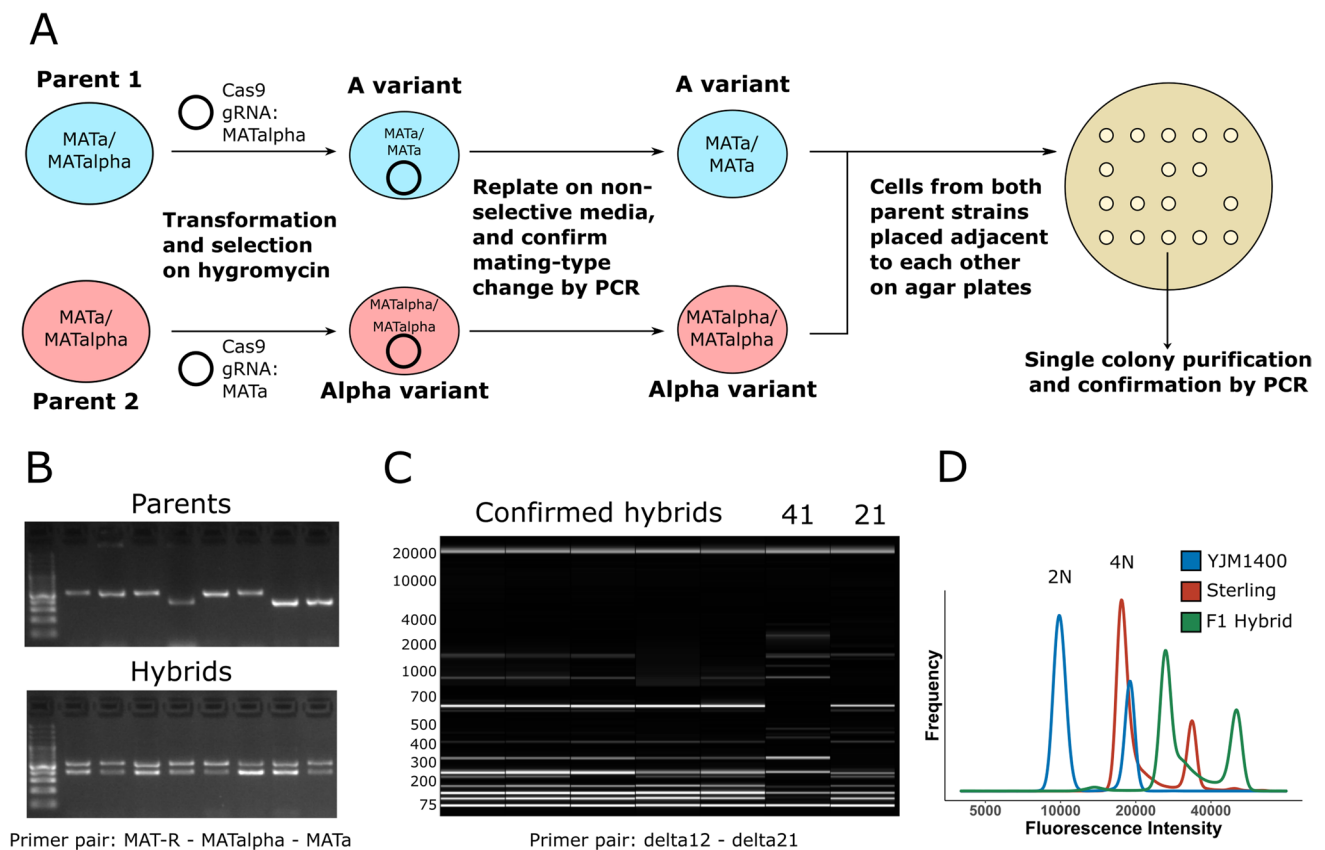 A
Parent 1
MATa/
MATalpha
Cas9
gRNA:
MATalpha
A variant
MATa/
MATa
A variant
MATa/
MATa
Transformation
and selection
on hygromycin
Replate on non-
selective media,
and confirm
mating-type
change by PCR
Cells from both
parent strains
placed adjacent
to each other
on agar plates
MATa/
MATalpha
Parent 2
Cas9
gRNA:
MATa
MATalpha/
MATalpha
Alpha variant
MATalpha/
MATalpha
Alpha variant
Single colony purification
and confirmation by PCR
B
Parents
Hybrids
Primer pair: MAT-R - MATalpha - MATa
C
Confirmed hybrids 41 21
20000
10000
4000
2000
1000
700
500
400
300
200
75
Primer pair: delta12 - delta21
D
2N
4N
YJM1400
Sterling
F1 Hybrid
Frequency
5000 10000 20000 40000
Fluorescence Intensity